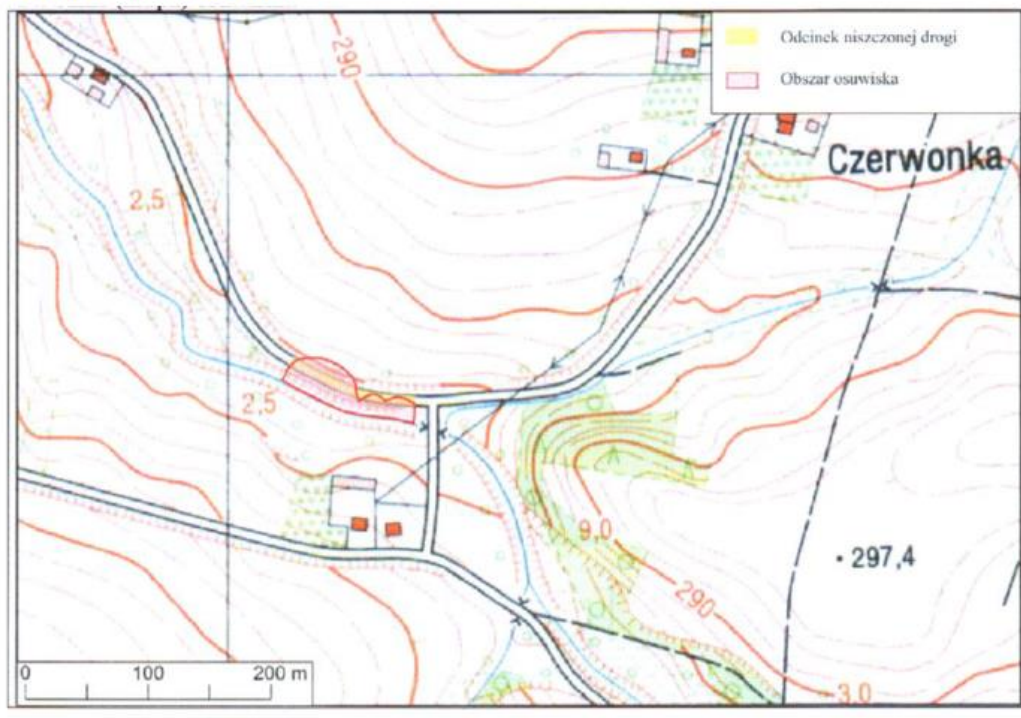 290
Odcinek niszczonej drogi
Obszar osuwiska
Czerwonka
2,5
2,5
9,0
297,4
290
3,0
0 100 200 m